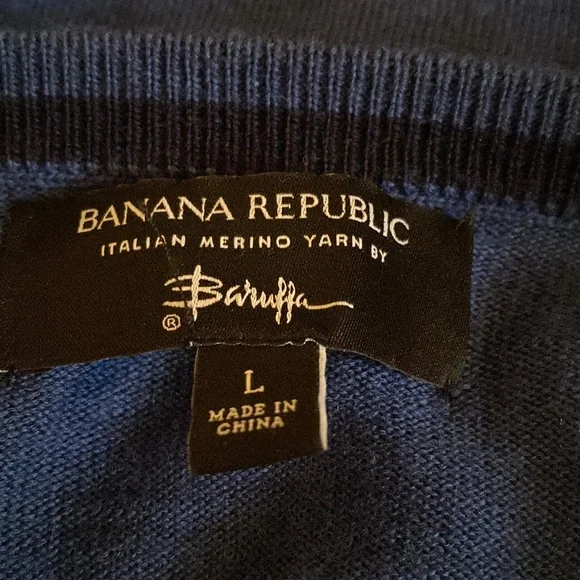 BANANA REPUBLIC
ITALIAN MERINO YARN BY
Baruffa
®
L
MADE IN
CHINA